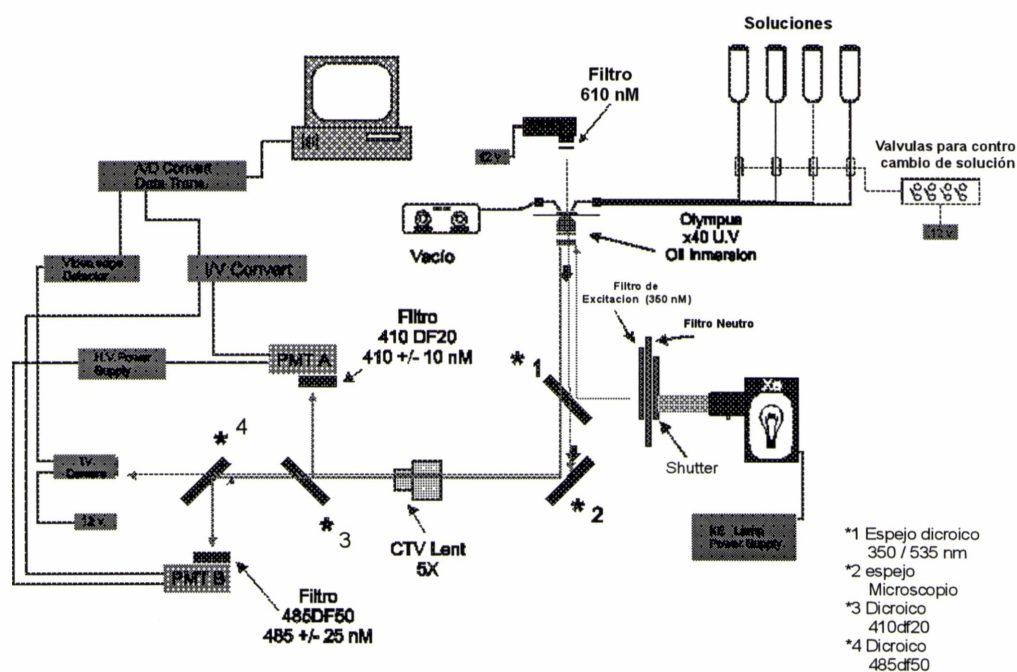 Soluciones
Filtro
610 nM
12 v.
Valvulas para contro
cambio de solución
12 V
A/D Convert
Data Trans.
Video edge
Detector
I/V Convert
Vacío
Olympus
x40 U.V
Oil Inmersion
Filtro de
Excitacion (350 nM)
Filtro Neutro
Filtro
410 DF20
410 +/- 10 nM
H.V. Power
Supply
PMT A
* 1
Xe
Shutter
* 4
TV
Camera
* 3
* 2
12 v.
CTV Lent
5X
PMT B
Filtro
485DF50
485 +/- 25 nM
XE Lamp
Power Supply
*1 Espejo dicroico
350 / 535 nm
*2 espejo
Microscopio
*3 Dicroico
410df20
*4 Dicroico
485df50